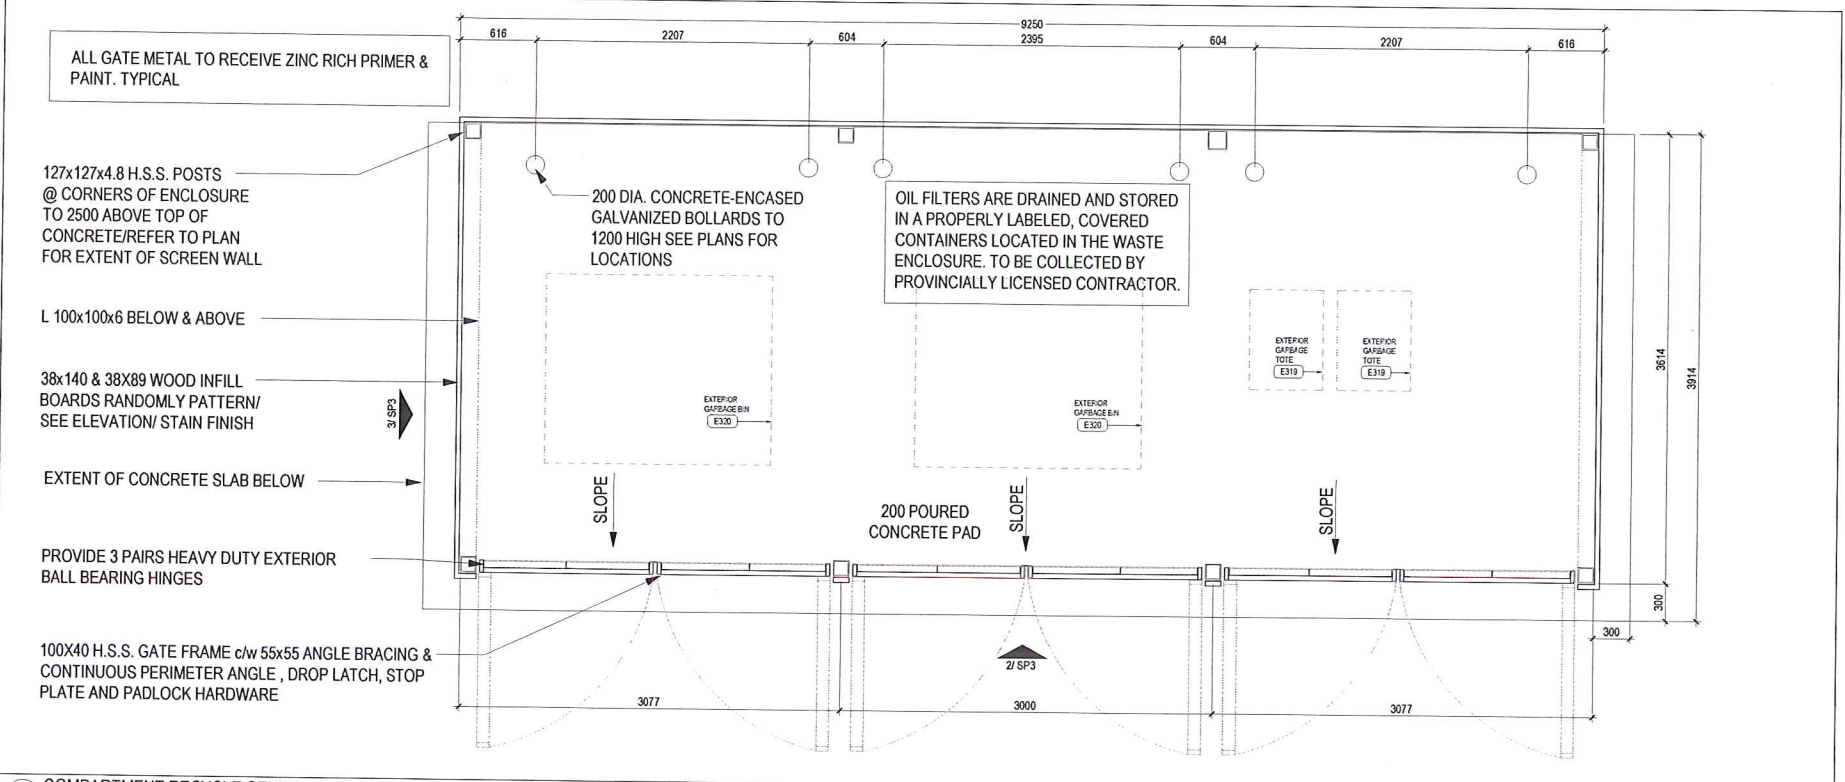 9250
616
2207
604
2395
604
2207
616
ALL GATE METAL TO RECEIVE ZINC RICH PRIMER &
PAINT. TYPICAL
127x127x4.8 H.S.S. POSTS
@ CORNERS OF ENCLOSURE
TO 2500 ABOVE TOP OF
CONCRETE/REFER TO PLAN
FOR EXTENT OF SCREEN WALL
200 DIA. CONCRETE-ENCASED
GALVANIZED BOLLARDS TO
1200 HIGH SEE PLANS FOR
LOCATIONS
OIL FILTERS ARE DRAINED AND STORED
IN A PROPERLY LABELED, COVERED
CONTAINERS LOCATED IN THE WASTE
ENCLOSURE. TO BE COLLECTED BY
PROVINCIALLY LICENSED CONTRACTOR.
L 100x100x6 BELOW & ABOVE
38x140 & 38X89 WOOD INFILL
BOARDS RANDOMLY PATTERN/
SEE ELEVATION/ STAIN FINISH
3/ SP3
EXTERIOR
GARBAGE BIN
E320
EXTERIOR
GARBAGE BIN
E320
EXTERIOR
GARBAGE
TOTE
E319
EXTERIOR
GARBAGE
TOTE
E319
3614
3914
EXTENT OF CONCRETE SLAB BELOW
SLOPE
200 POURED
CONCRETE PAD
SLOPE
SLOPE
PROVIDE 3 PAIRS HEAVY DUTY EXTERIOR
BALL BEARING HINGES
300
300
100X40 H.S.S. GATE FRAME c/w 55x55 ANGLE BRACING &
CONTINUOUS PERIMETER ANGLE , DROP LATCH, STOP
PLATE AND PADLOCK HARDWARE
2/ SP3
3077
3000
3077